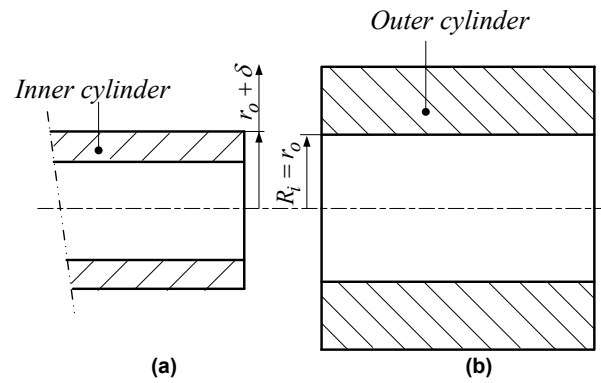 Outer cylinder
Inner cylinder
r_o + δ
R_i = r_o
(a)
(b)